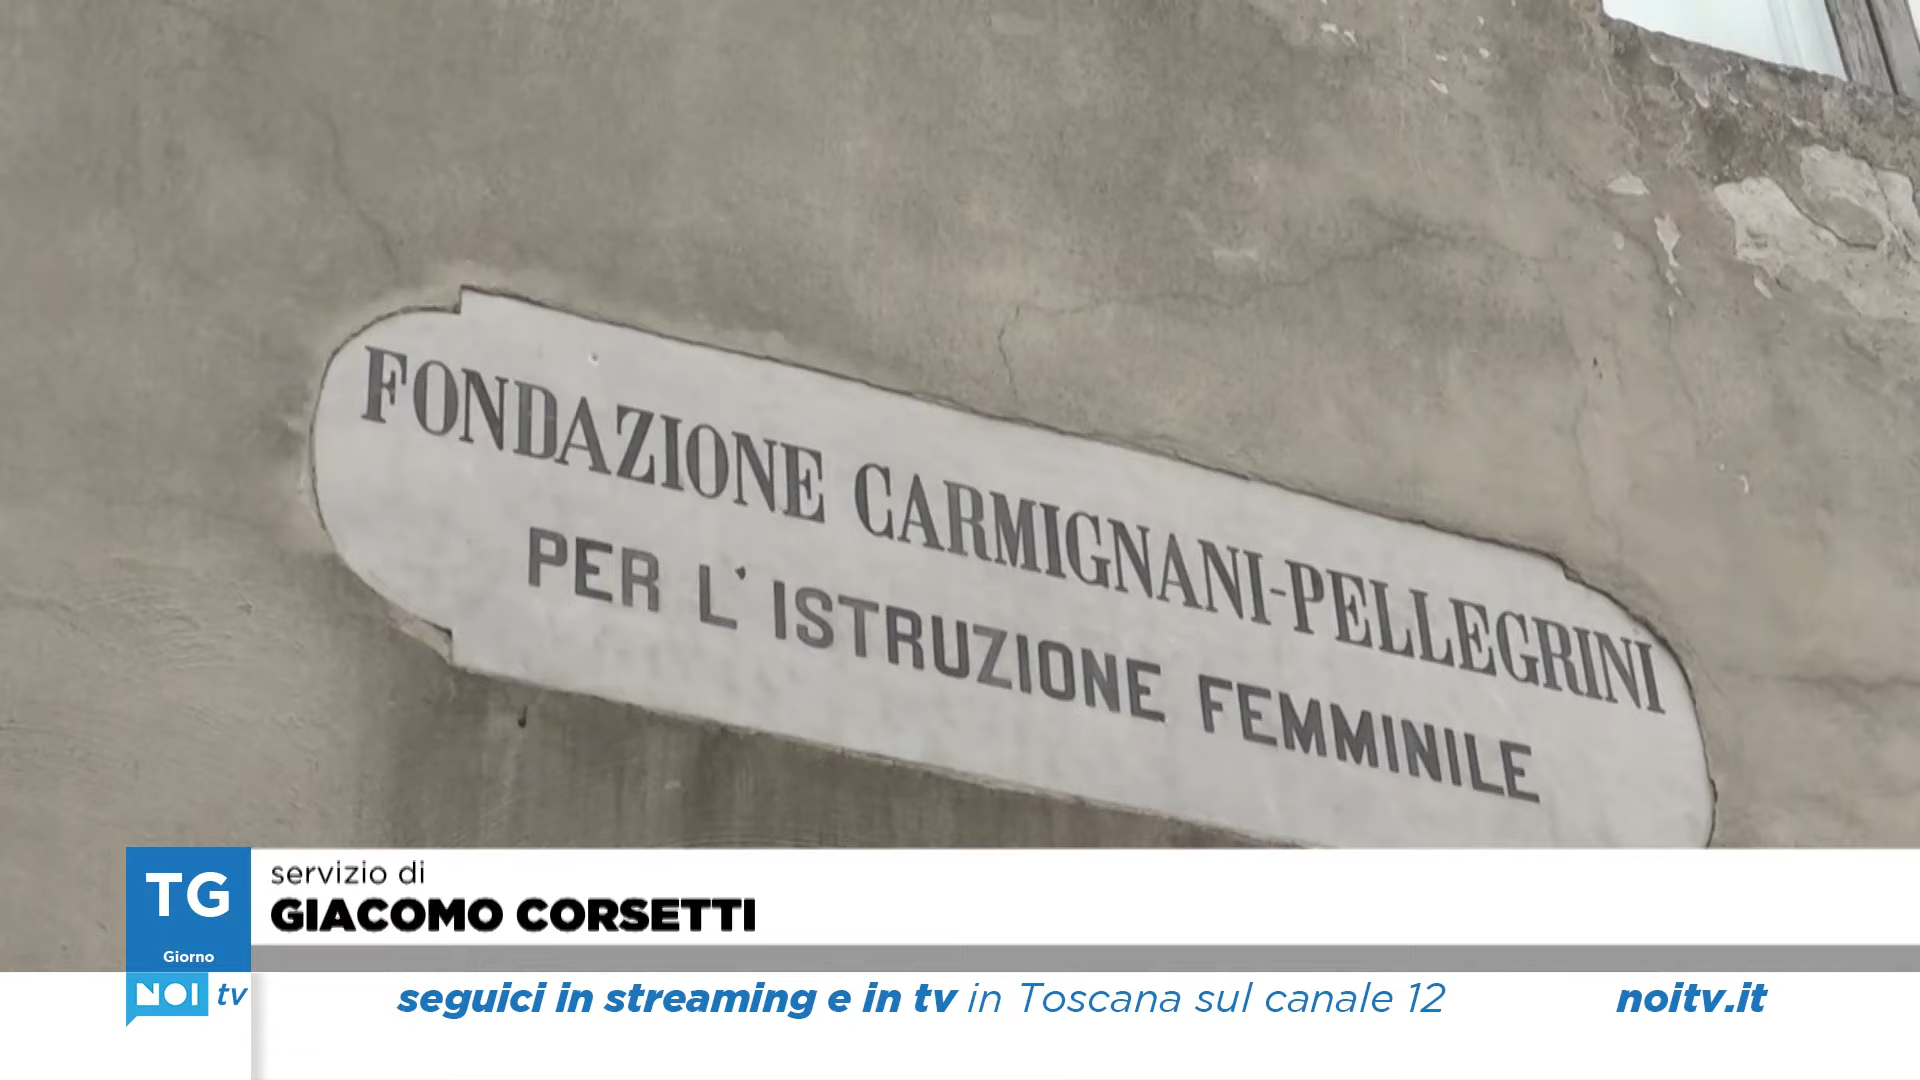 FONDAZIONE CARMIGNANI-PELLEGRINI
PER L'ISTRUZIONE FEMMINILE
TG
Giorno
servizio di
GIACOMO CORSETTI
NOI tv
seguici in streaming e in tv in Toscana sul canale 12
noitv.it